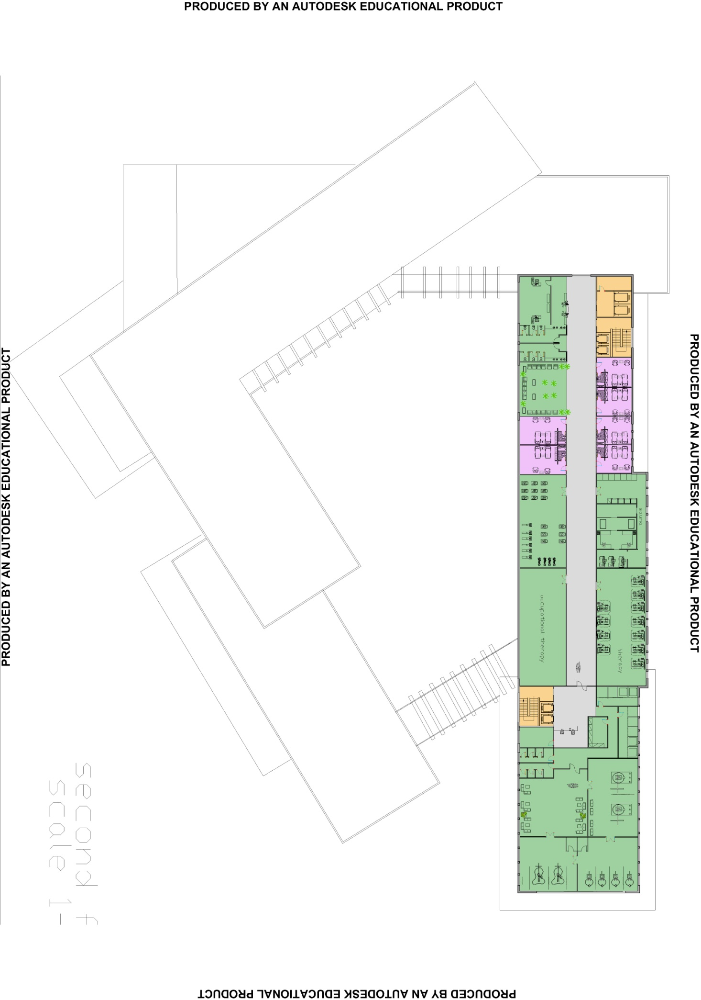 PRODUCED BY AN AUTODESK EDUCATIONAL PRODUCT
PRODUCED BY AN AUTODESK EDUCATIONAL PRODUCT
PRODUCED BY AN AUTODESK EDUCATIONAL PRODUCT
sauna
occupational therapy
therapy
second f
scale 1-
PRODUCED BY AN AUTODESK EDUCATIONAL PRODUCT